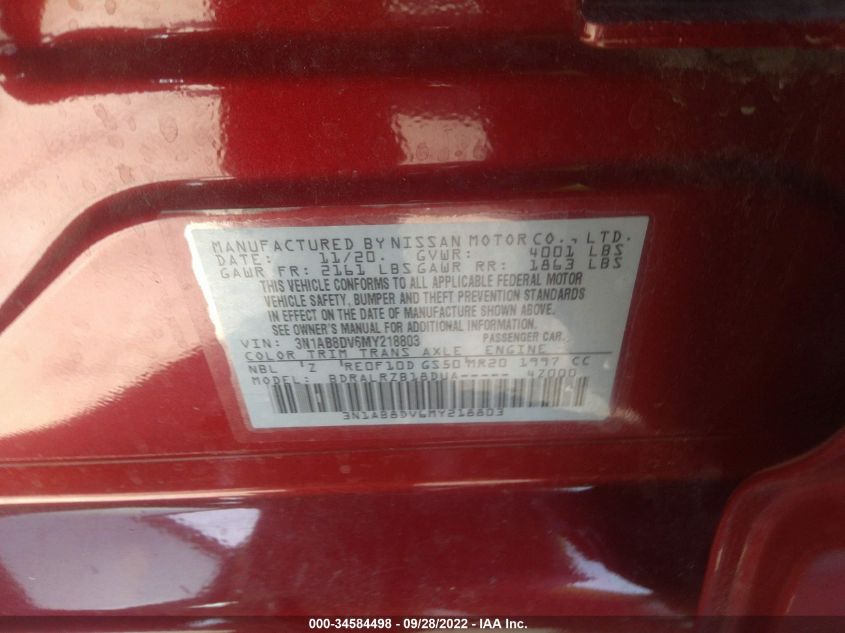 MANUFACTURED BY NISSAN MOTOR CO., LTD.
DATE: 11/20. GVWR: 4001 LBS
GAWR FR: 2161 LBS GAWR RR: 1863 LBS
THIS VEHICLE CONFORMS TO ALL APPLICABLE FEDERAL MOTOR
VEHICLE SAFETY, BUMPER AND THEFT PREVENTION STANDARDS
IN EFFECT ON THE DATE OF MANUFACTURE SHOWN ABOVE.
SEE OWNER'S MANUAL FOR ADDITIONAL INFORMATION.
VIN: 3N1AB8DV6MY218803 PASSENGER CAR
COLOR TRIM TRANS AXLE ENGINE
NBL 'Z RE0F10D GS50 MR20 1997 CC
MODEL: BDRALRZB18DUA----- 4Z000
3N1AB8DV6MY218803
000-34584498 - 09/28/2022 - IAA Inc.